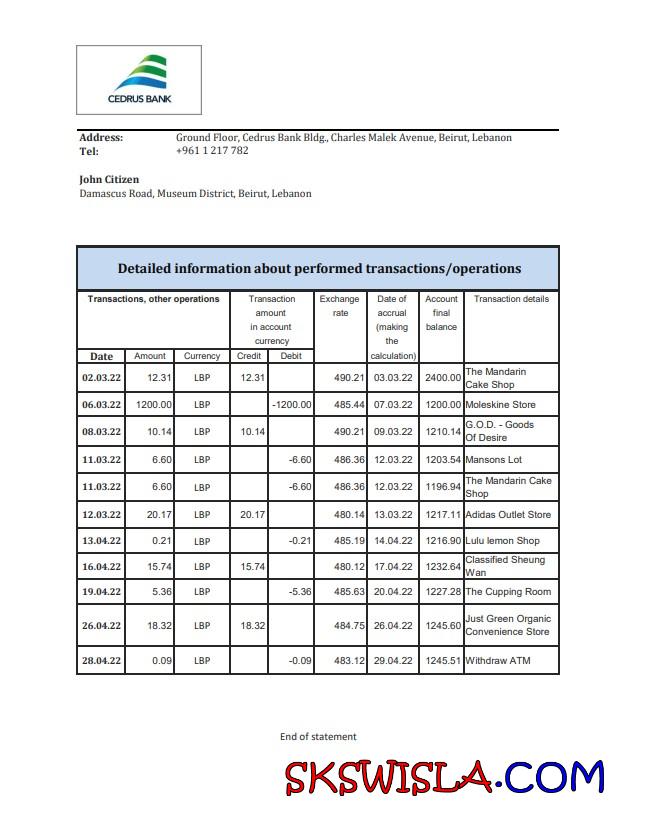 CEDRUS BANK
Address: Ground Floor, Cedrus Bank Bldg., Charles Malek Avenue, Beirut, Lebanon
Tel: +961 1 217 782
John Citizen
Damascus Road, Museum District, Beirut, Lebanon
Detailed information about performed transactions/operations
Transactions, other operations Transaction amount in account currency Exchange rate Date of accrual (making the calculation) Account final balance Transaction details
Date Amount Currency Credit Debit
02.03.22 12.31 LBP 12.31 490.21 03.03.22 2400.00 The Mandarin Cake Shop
06.03.22 1200.00 LBP -1200.00 485.44 07.03.22 1200.00 Moleskine Store
08.03.22 10.14 LBP 10.14 490.21 09.03.22 1210.14 G.O.D. - Goods Of Desire
11.03.22 6.60 LBP -6.60 486.36 12.03.22 1203.54 Mansons Lot
11.03.22 6.60 LBP -6.60 486.36 12.03.22 1196.94 The Mandarin Cake Shop
12.03.22 20.17 LBP 20.17 480.14 13.03.22 1217.11 Adidas Outlet Store
13.04.22 0.21 LBP -0.21 485.19 14.04.22 1216.90 Lulu lemon Shop
16.04.22 15.74 LBP 15.74 480.12 17.04.22 1232.64 Classified Sheung Wan
19.04.22 5.36 LBP -5.36 485.63 20.04.22 1227.28 The Cupping Room
26.04.22 18.32 LBP 18.32 484.75 26.04.22 1245.60 Just Green Organic Convenience Store
28.04.22 0.09 LBP -0.09 483.12 29.04.22 1245.51 Withdraw ATM
End of statement
SKSWISLA.COM